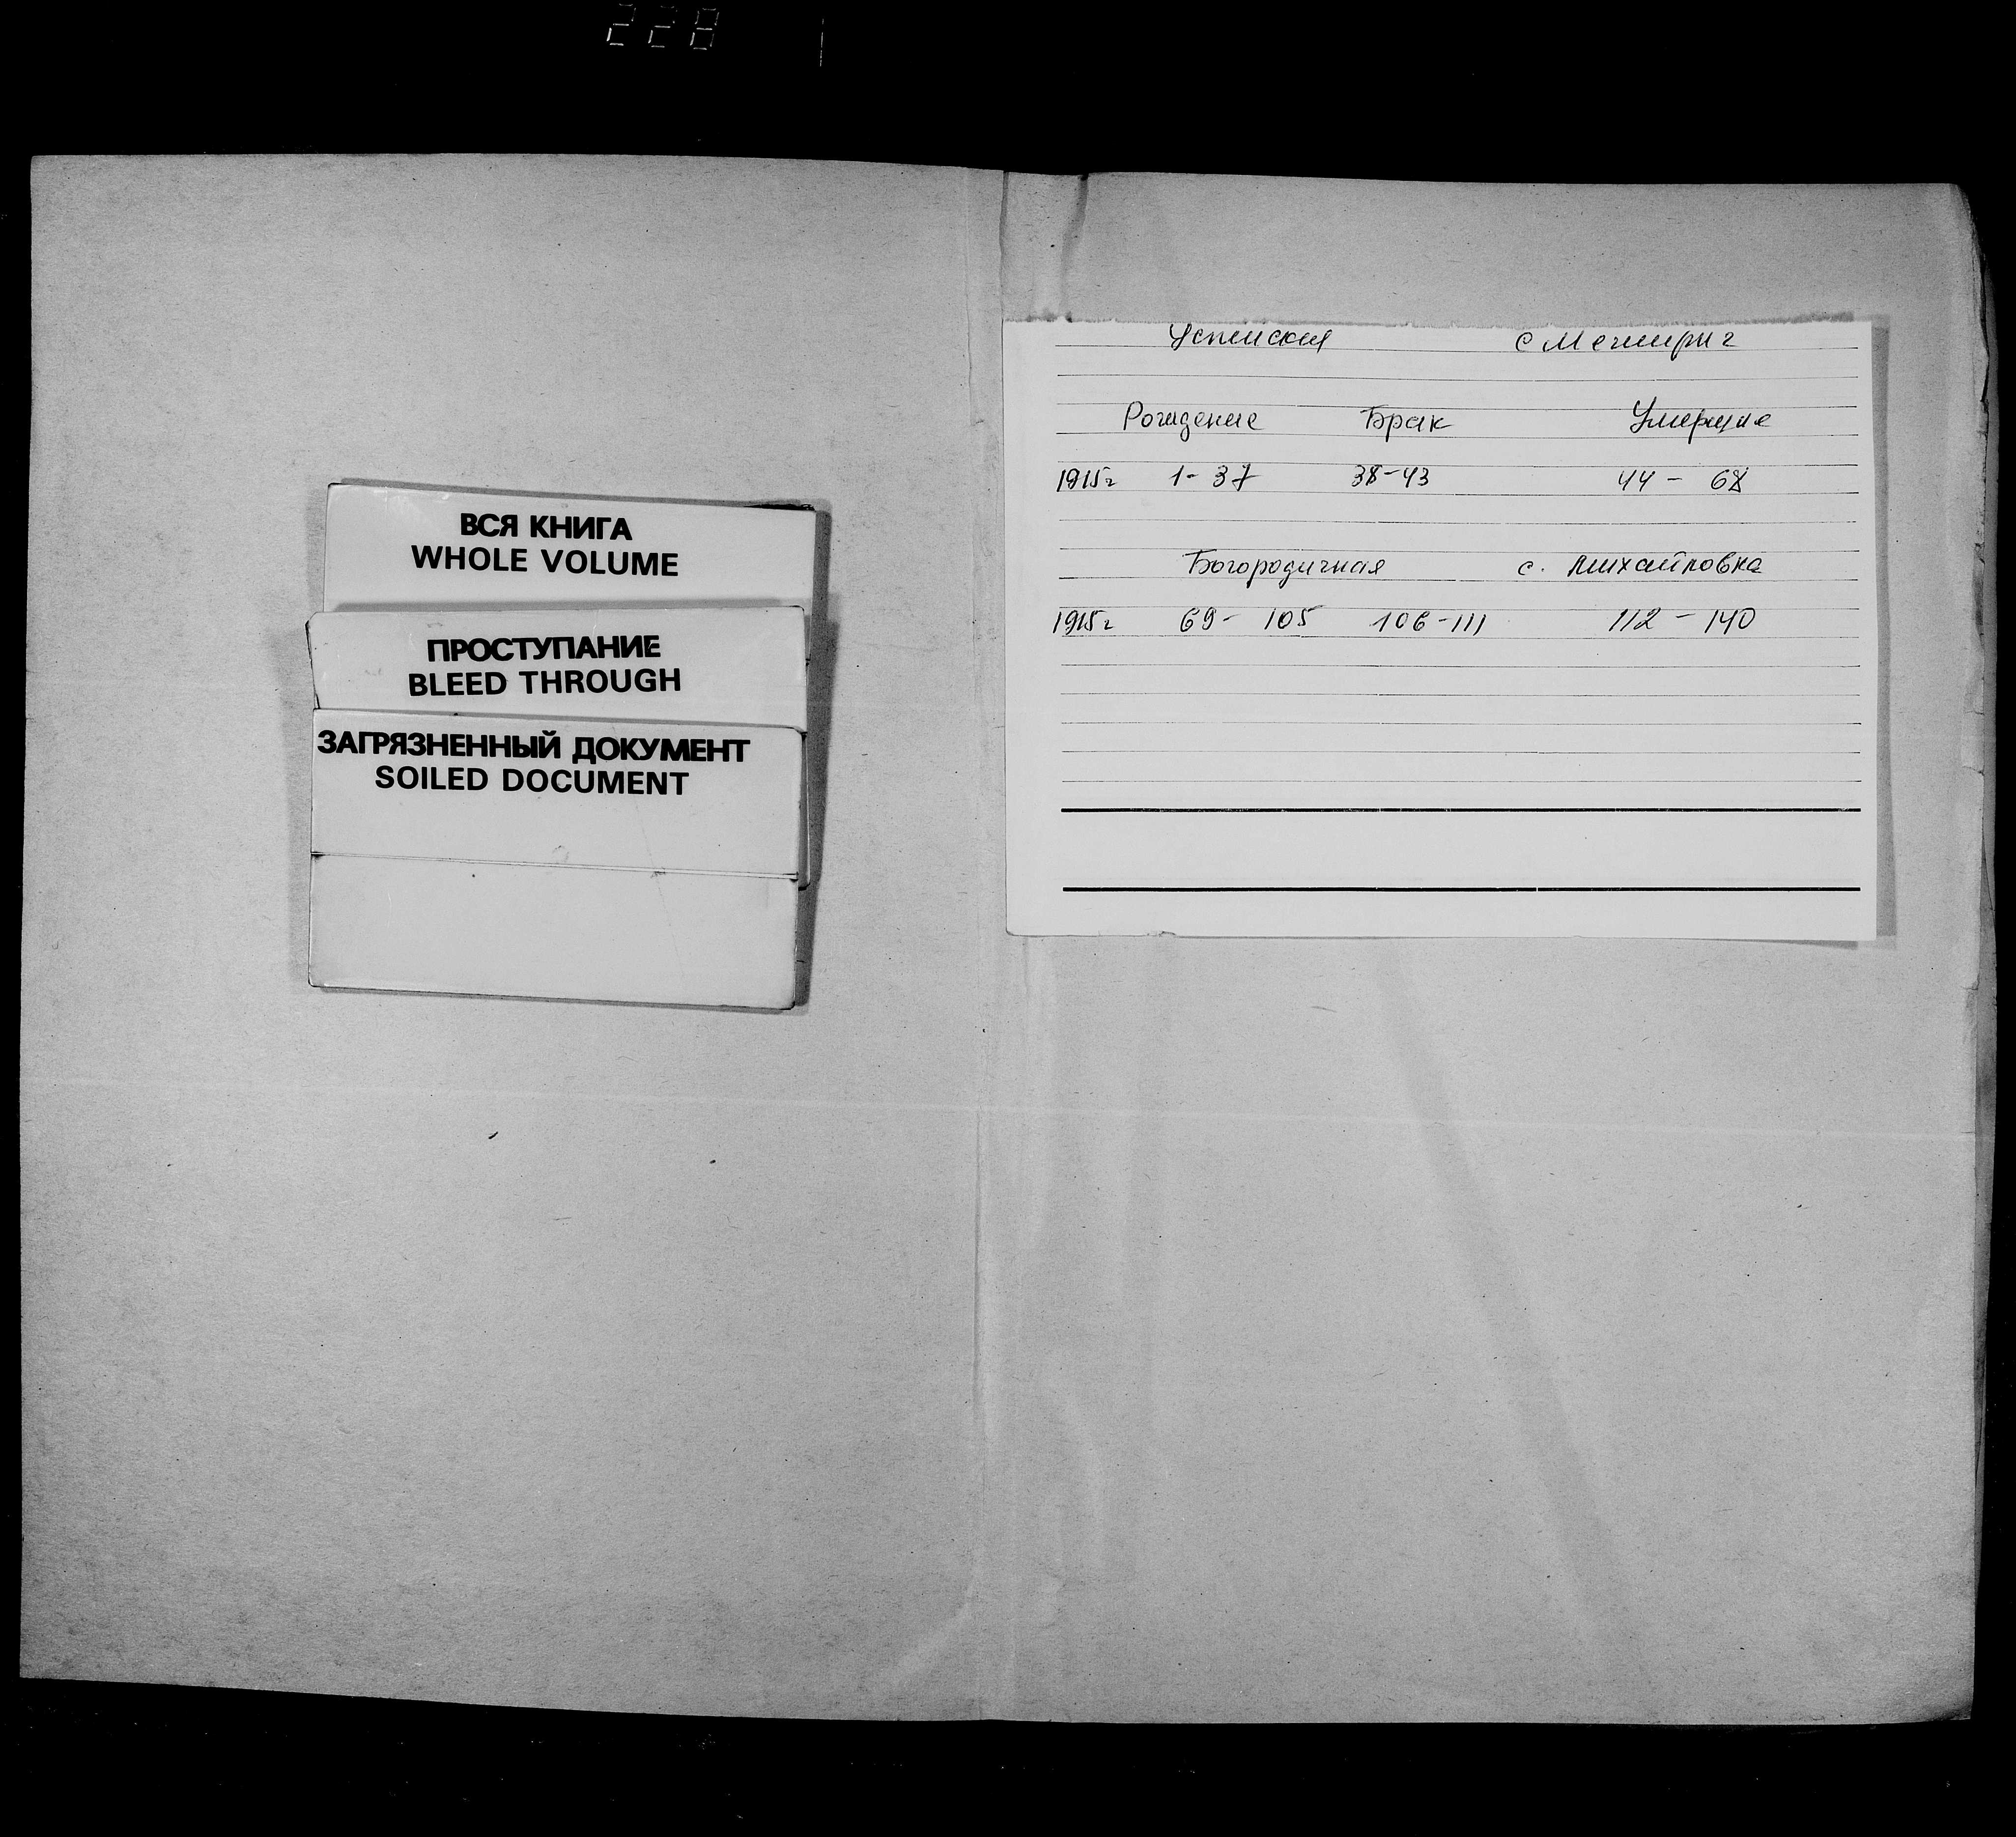 228
ВСЯ КНИГА
WHOLE VOLUME
ПРОСТУПАНИЕ
BLEED THROUGH
ЗАГРЯЗНЕННЫЙ ДОКУМЕНТ
SOILED DOCUMENT
Успенская с Межирич
Рождение Брак Умершие
1915г 1-37 38-43 44 - 68
Богородичная с. Михайловка
1915г 69- 105 106-111 112 - 140